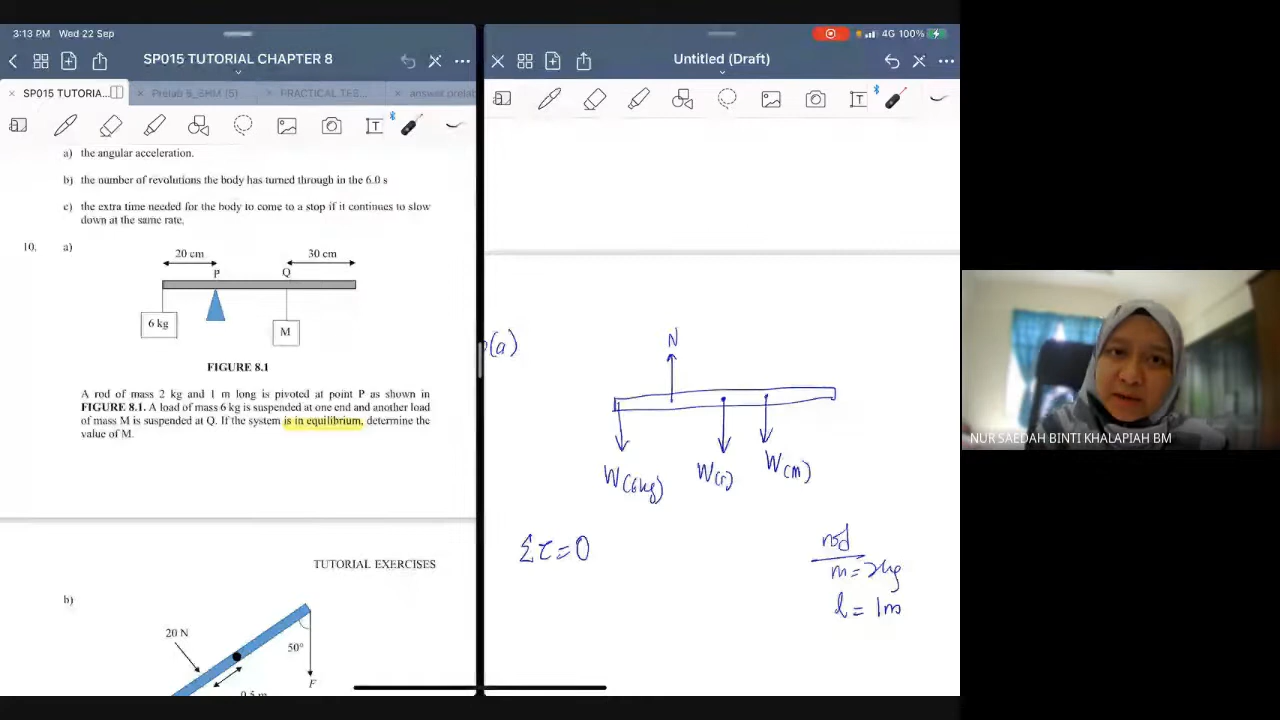 3:13 PM Wed 22 Sep
4G 100%
SP015 TUTORIAL CHAPTER 8
Untitled (Draft)
SP015 TUTORIA...
Prelab 6_SHM (5)
PRACTICAL TES...
answer prelab
a) the angular acceleration.
b) the number of revolutions the body has turned through in the 6.0 s
c) the extra time needed for the body to come to a stop if it continues to slow
down at the same rate.
10. a)
20 cm
30 cm
P
Q
6 kg
M
FIGURE 8.1
A rod of mass 2 kg and 1 m long is pivoted at point P as shown in
FIGURE 8.1. A load of mass 6 kg is suspended at one end and another load
of mass M is suspended at Q. If the system is in equilibrium, determine the
value of M.
TUTORIAL EXERCISES
b)
20 N
50°
F
0.5 m
(a)
N
W(6kg)
W(r)
W(m)
Στ=0
rod
m=2kg
l=1m
NUR SAEDAH BINTI KHALAPIAH BM